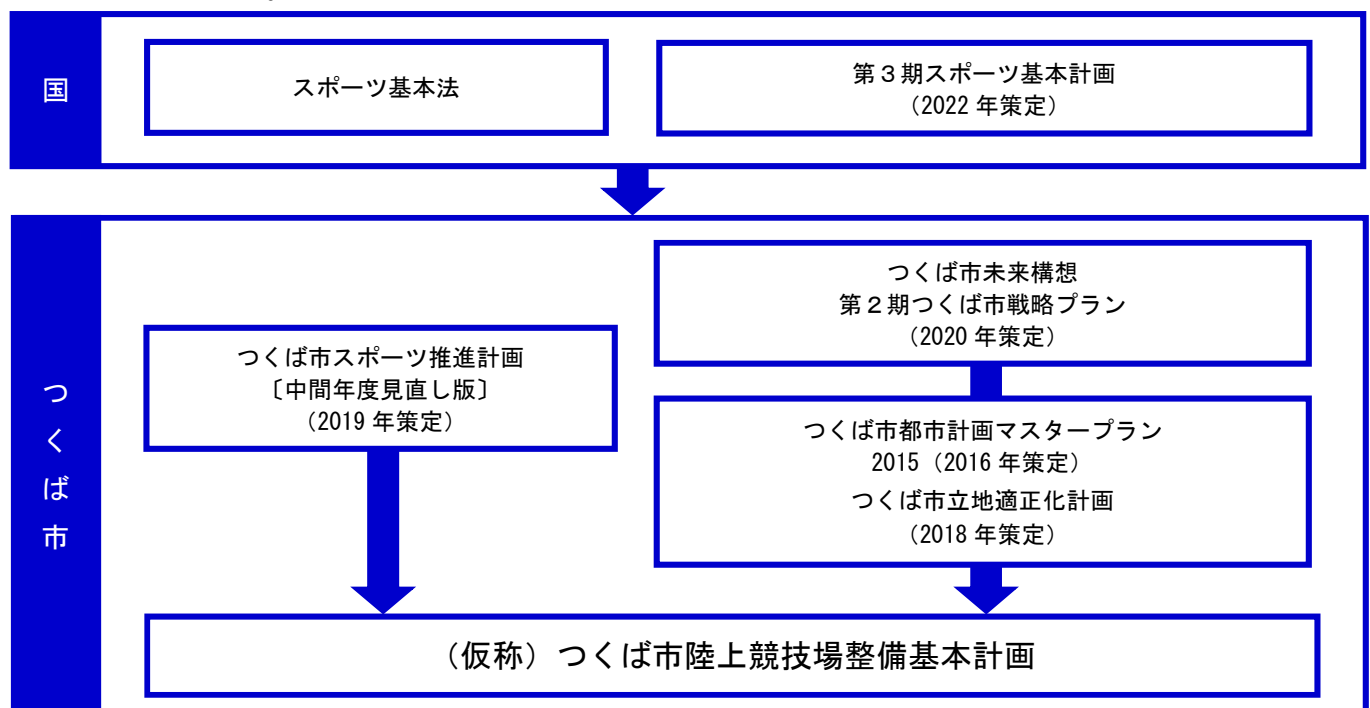 国
スポーツ基本法
第３期スポーツ基本計画
（2022 年策定）
つくば市
つくば市未来構想
第２期つくば市戦略プラン
（2020 年策定）
つくば市スポーツ推進計画
〔中間年度見直し版〕
（2019 年策定）
つくば市都市計画マスタープラン
2015（2016 年策定）
つくば市立地適正化計画
（2018 年策定）
（仮称）つくば市陸上競技場整備基本計画